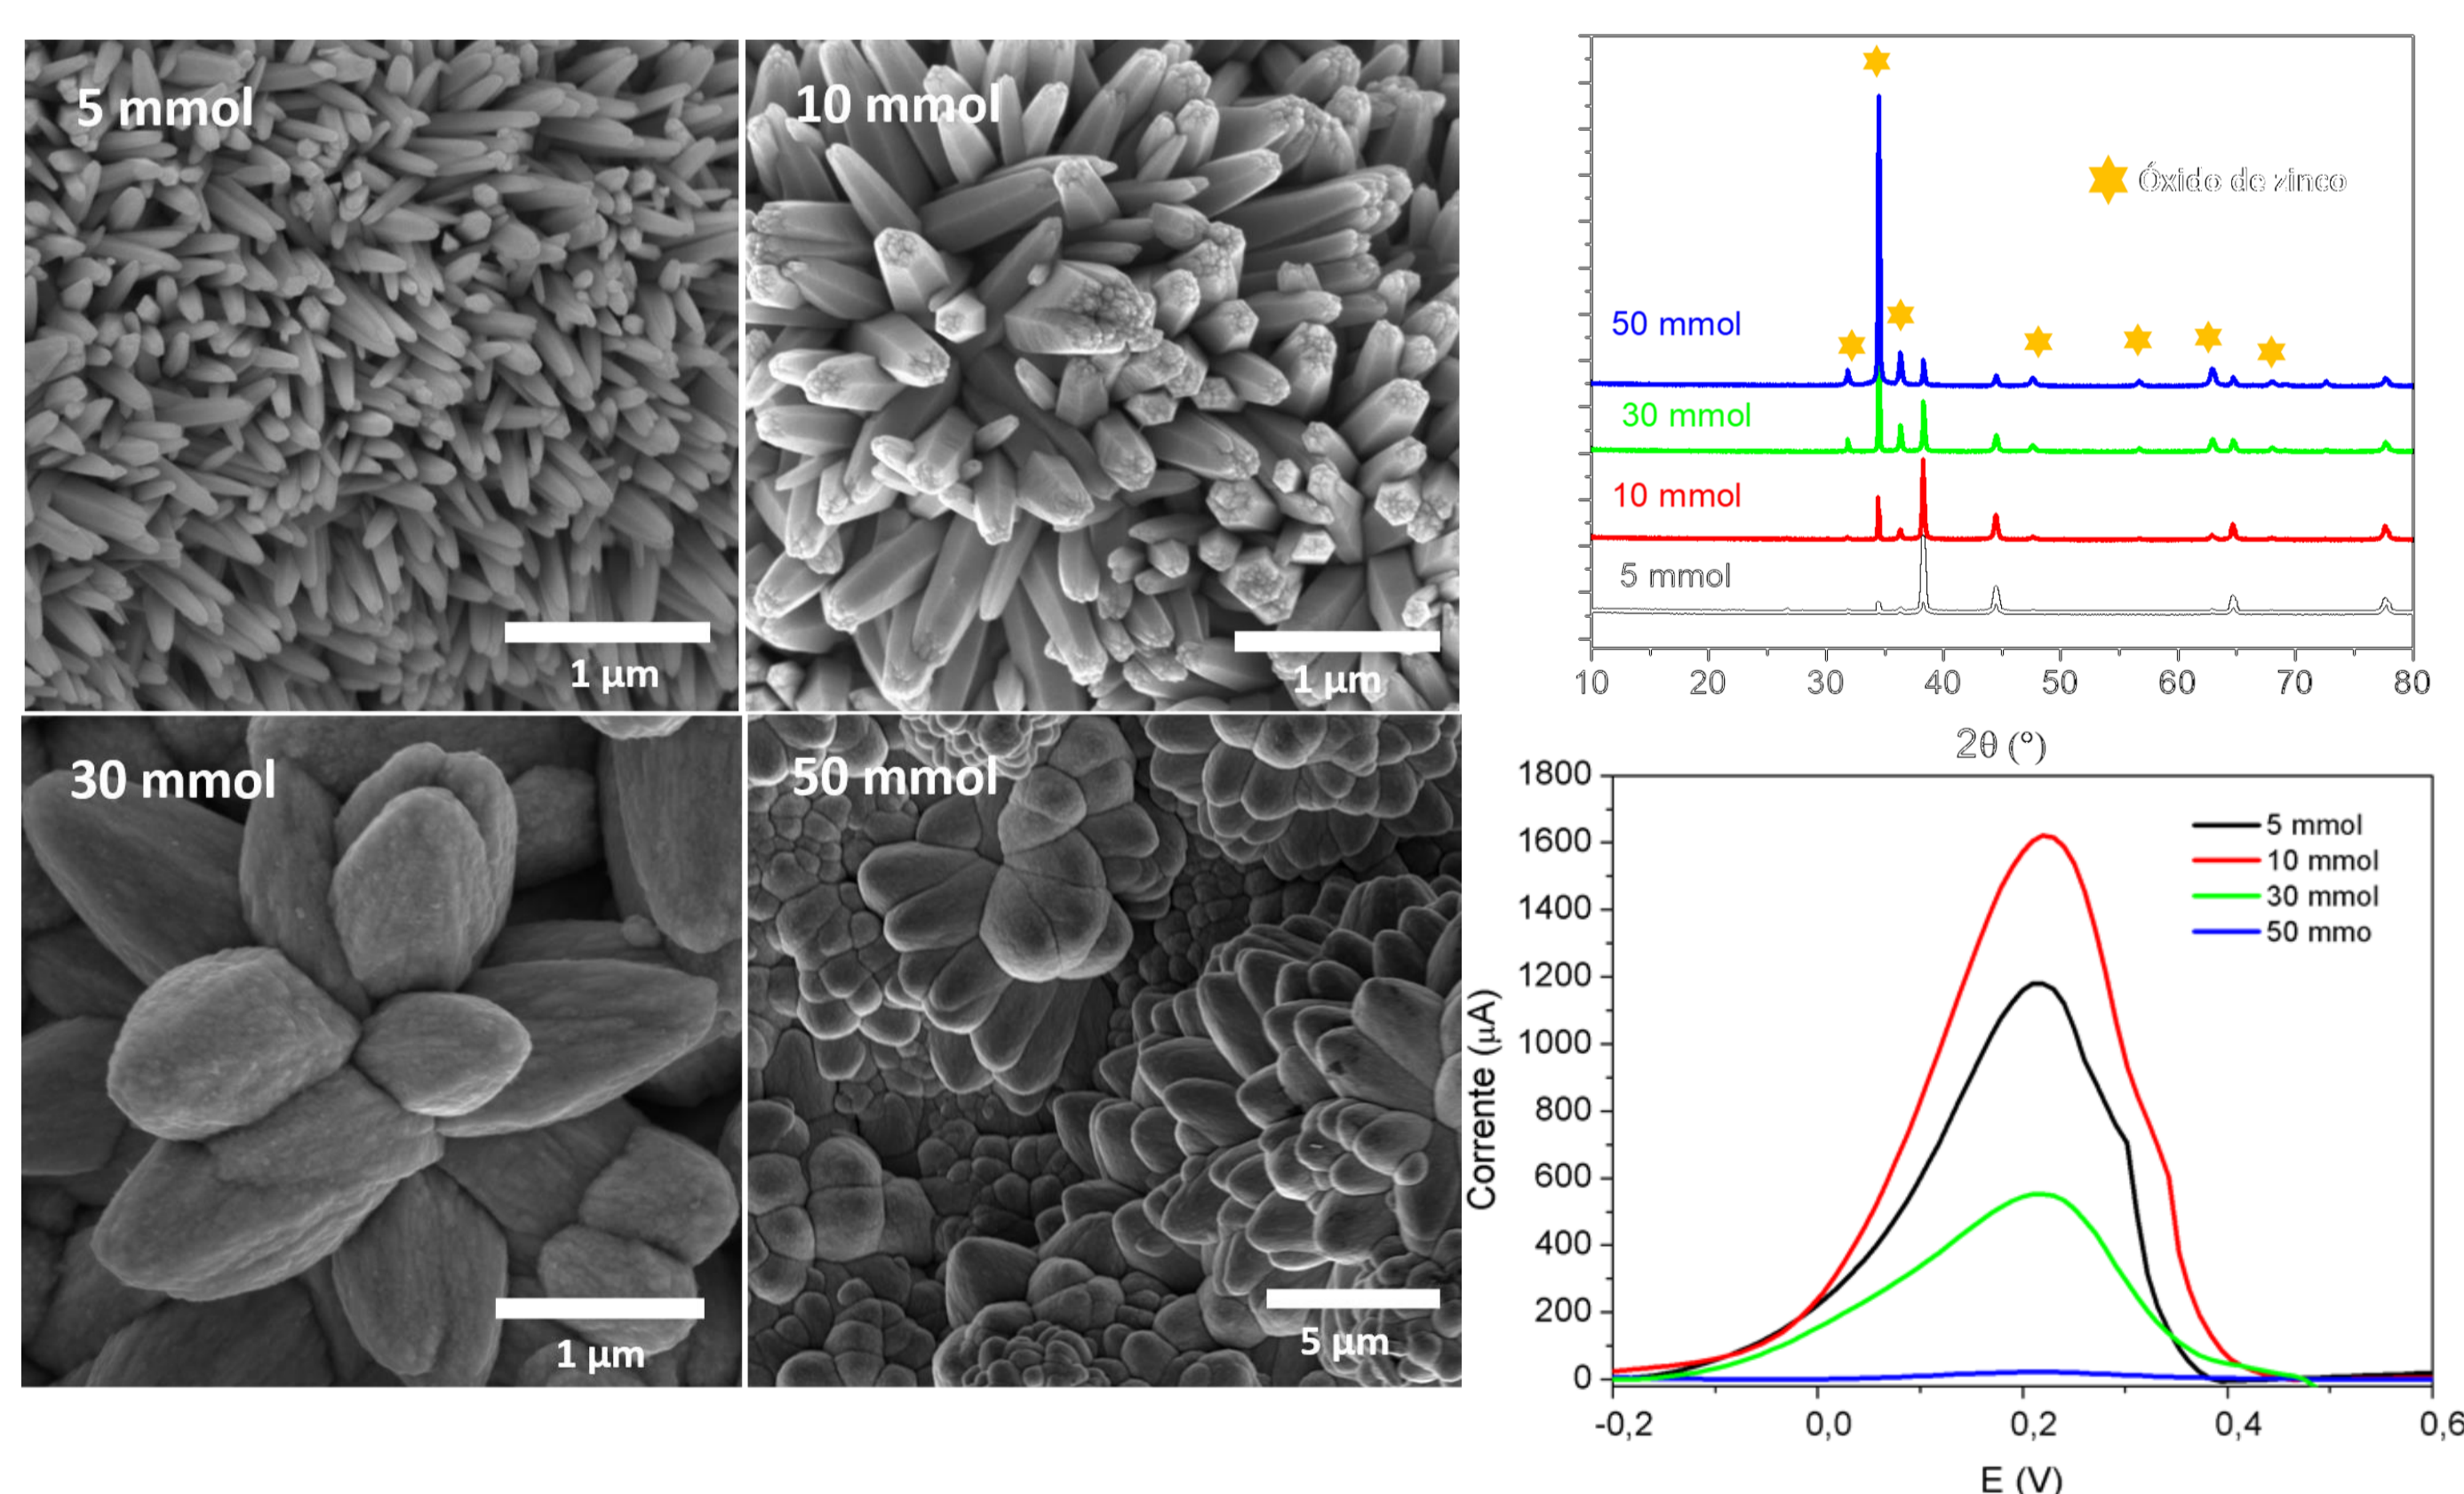 5 mmol
1 µm
10 mmol
1 µm
30 mmol
1 µm
50 mmol
5 µm
Óxido de zinco
50 mmol
30 mmol
10 mmol
5 mmol
10 20 30 40 50 60 70 80
2θ (°)
1800
1600
1400
1200
1000
800
600
400
200
0
Corrente (µA)
5 mmol
10 mmol
30 mmol
50 mmo
-0,2 0,0 0,2 0,4 0,6
E (V)